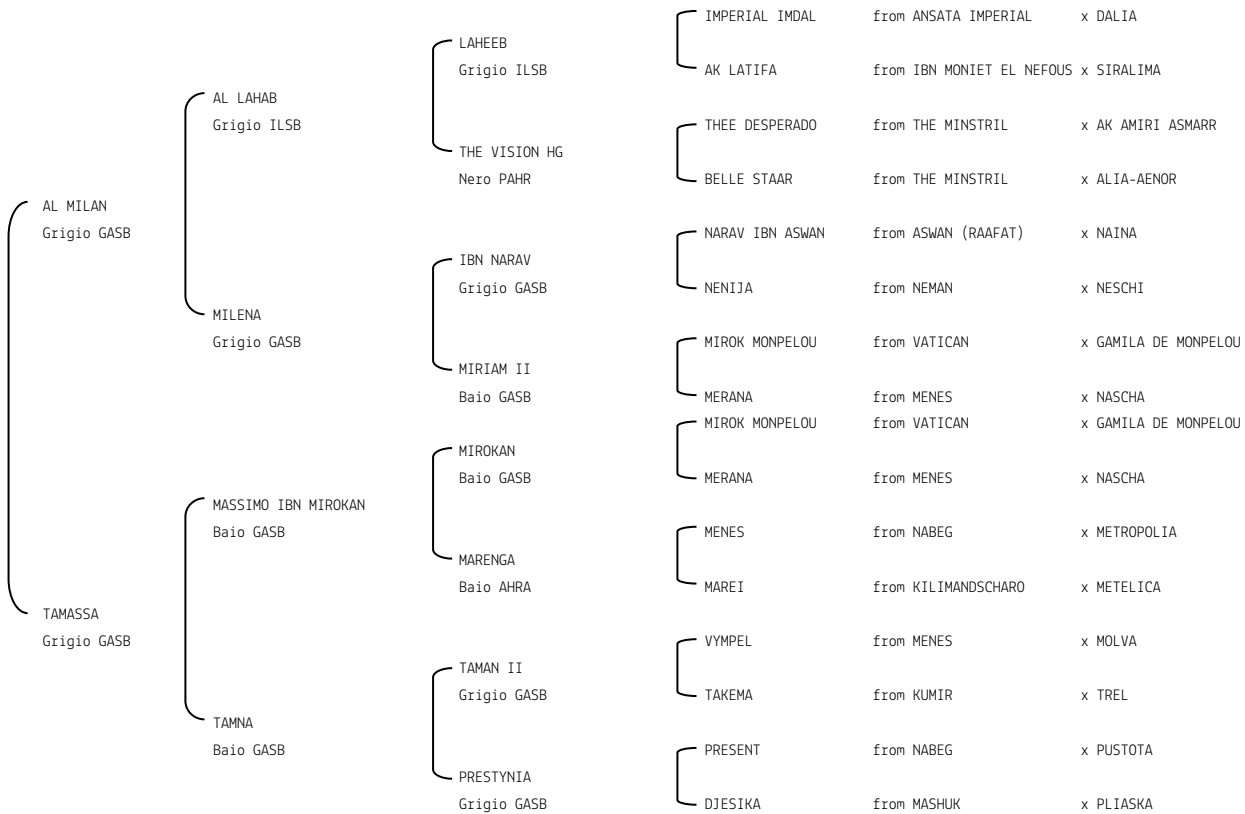 IMPERIAL IMDAL from ANSATA IMPERIAL x DALIA
LAHEEB
Grigio ILSB
AK LATIFA from IBN MONIET EL NEFOUS x SIRALIMA
AL LAHAB
Grigio ILSB
THEE DESPERADO from THE MINSTRIL x AK AMIRI ASMARR
THE VISION HG
Nero PAHR
BELLE STAAR from THE MINSTRIL x ALIA-AENOR
AL MILAN
Grigio GASB
NARAV IBN ASWAN from ASWAN (RAAFAT) x NAINA
IBN NARAV
Grigio GASB
NENIJA from NEMAN x NESCHI
MILENA
Grigio GASB
MIROK MONPELOU from VATICAN x GAMILA DE MONPELOU
MIRIAM II
Baio GASB
MERANA from MENES x NASCHA
MIROK MONPELOU from VATICAN x GAMILA DE MONPELOU
MIROKAN
Baio GASB
MERANA from MENES x NASCHA
MASSIMO IBN MIROKAN
Baio GASB
MENES from NABEG x METROPOLIA
MARENGA
Baio AHRA
MAREI from KILIMANDSCHARO x METELICA
TAMASSA
Grigio GASB
VYMPEL from MENES x MOLVA
TAMAN II
Grigio GASB
TAKEMA from KUMIR x TREL
TAMNA
Baio GASB
PRESENT from NABEG x PUSTOTA
PRESTYNIA
Grigio GASB
DJESIKA from MASHUK x PLIASKA